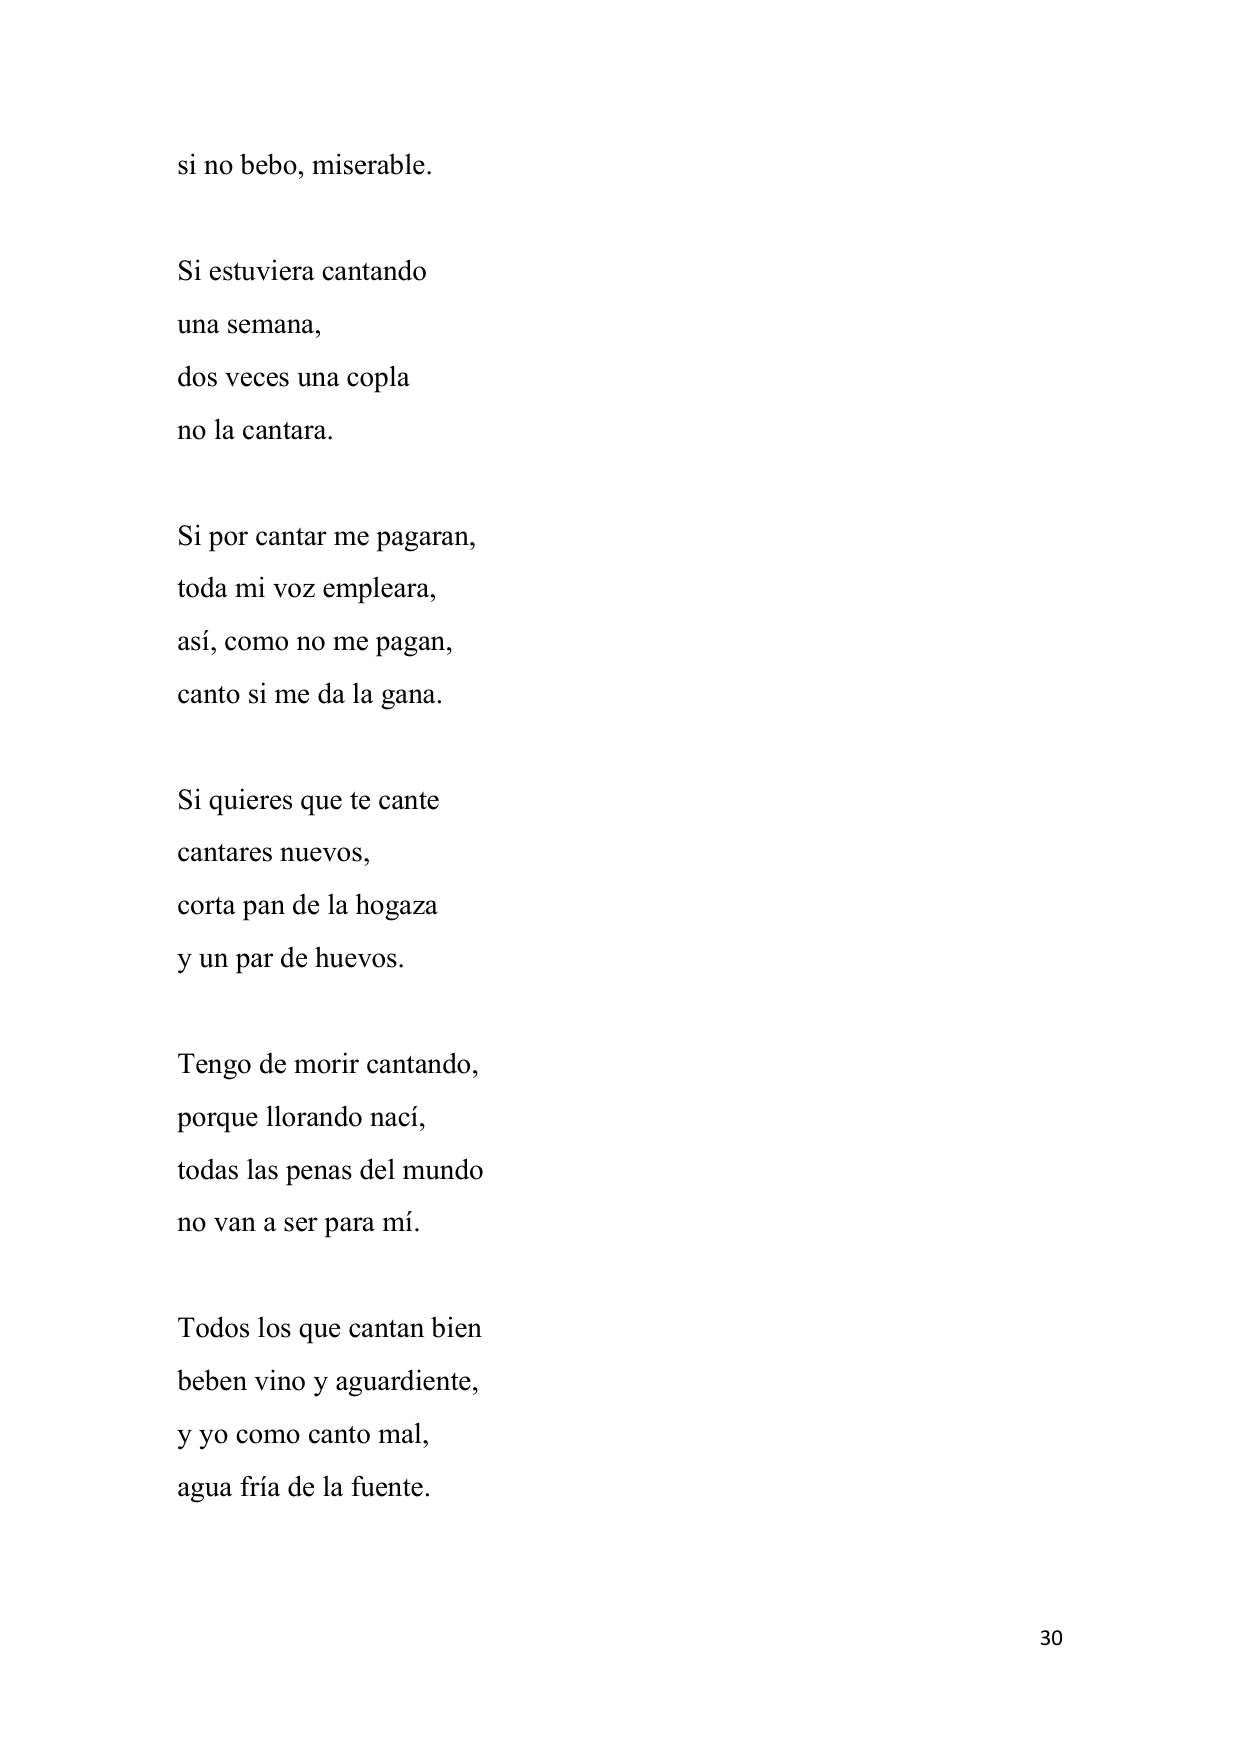 si no bebo, miserable.
Si estuviera cantando
una semana,
dos veces una copla
no la cantara.
Si por cantar me pagaran,
toda mi voz empleara,
así, como no me pagan,
canto si me da la gana.
Si quieres que te cante
cantares nuevos,
corta pan de la hogaza
y un par de huevos.
Tengo de morir cantando,
porque llorando nací,
todas las penas del mundo
no van a ser para mí.
Todos los que cantan bien
beben vino y aguardiente,
y yo como canto mal,
agua fría de la fuente.
30